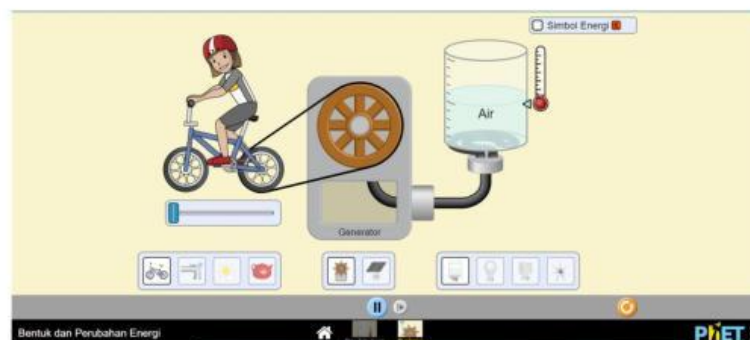 Simbol Energi E
Air
Generator
Bentuk dan Perubahan Energi
PhET